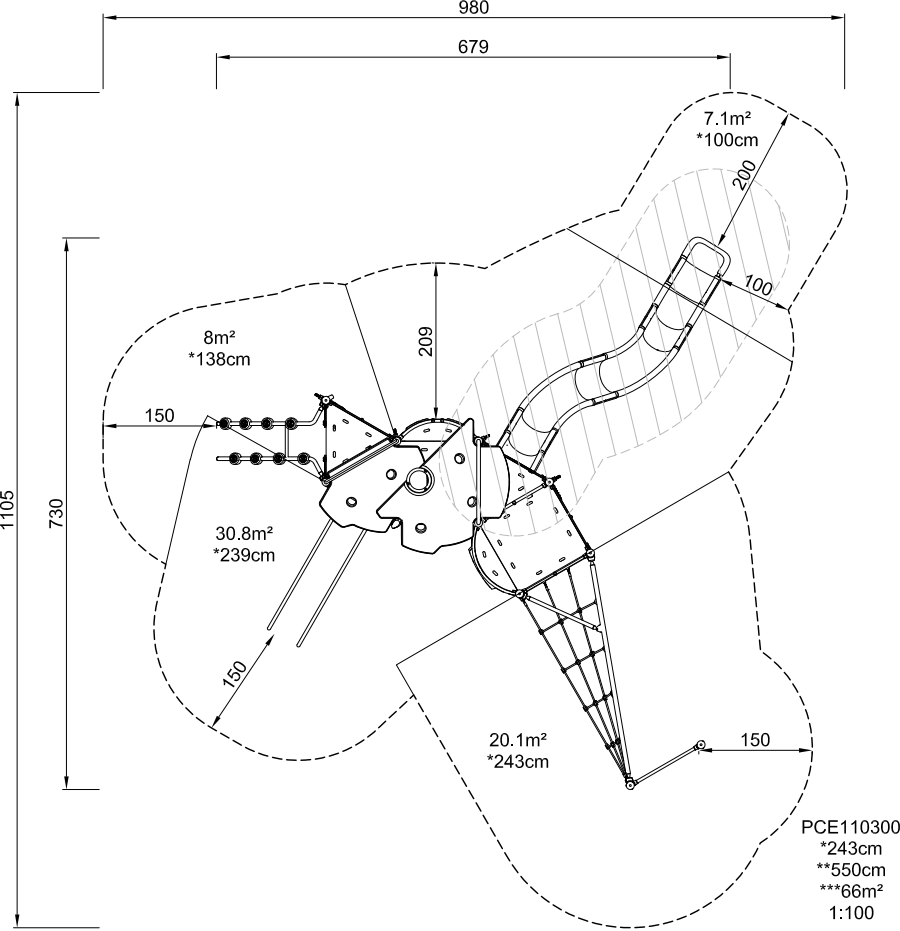 980
679
7.1m²
*100cm
200
100
209
8m²
*138cm
150
1105
730
30.8m²
*239cm
150
20.1m²
*243cm
150
PCE110300
*243cm
**550cm
***66m²
1:100